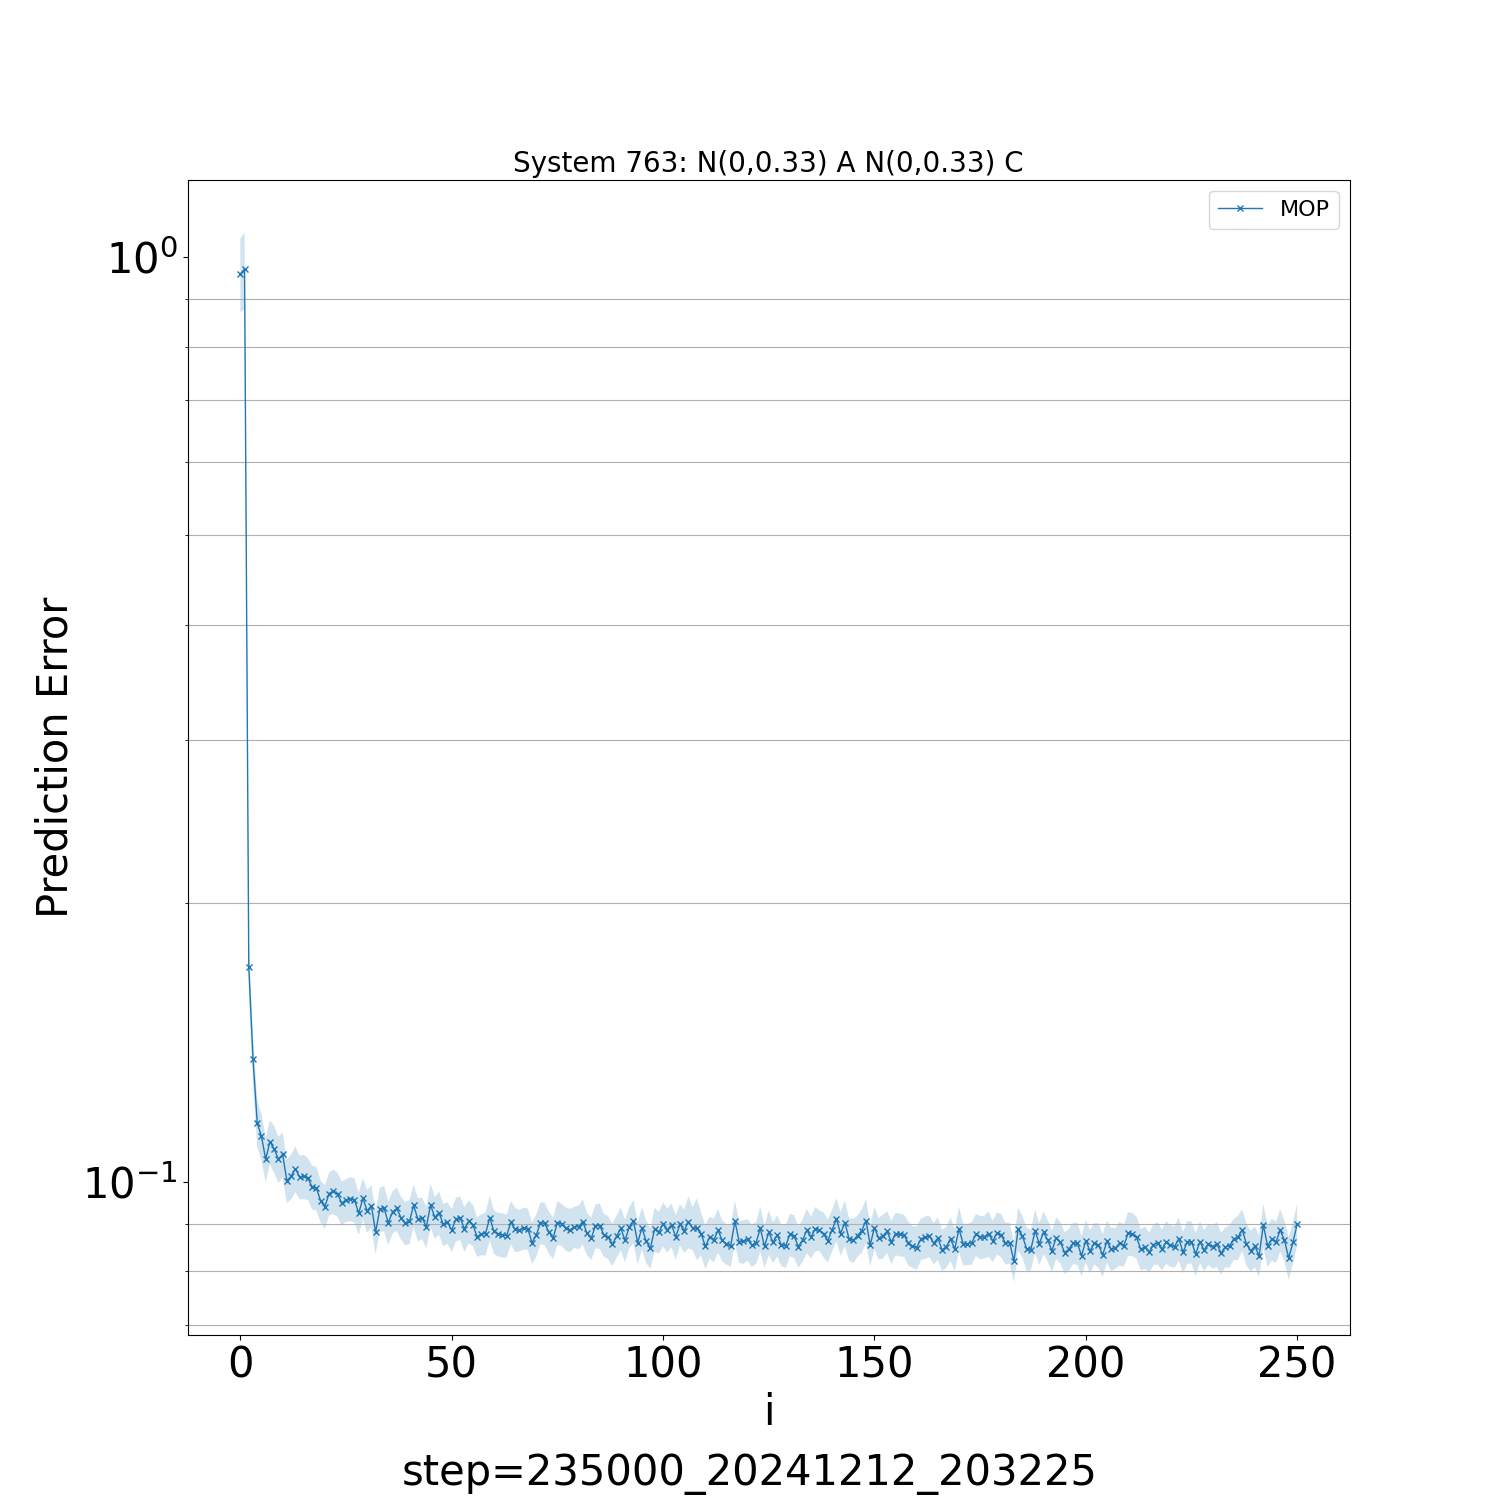 System 763: N(0,0.33) A N(0,0.33) C
MOP
10⁰
10⁻¹
Prediction Error
0 50 100 150 200 250
i
step=235000_20241212_203225